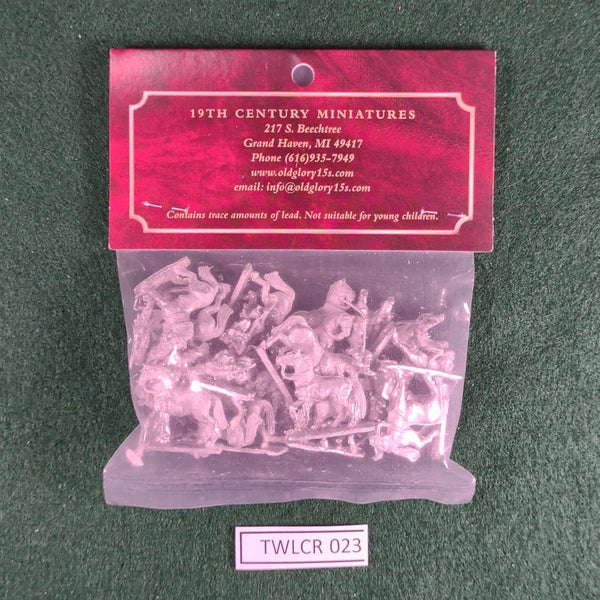 19TH CENTURY MINIATURES
217 S. Beechtree
Grand Haven, MI 49417
Phone (616)935-7949
www.oldglory15s.com
email: info@oldglory15s.com
Contains trace amounts of lead. Not suitable for young children.
TWLCR 023